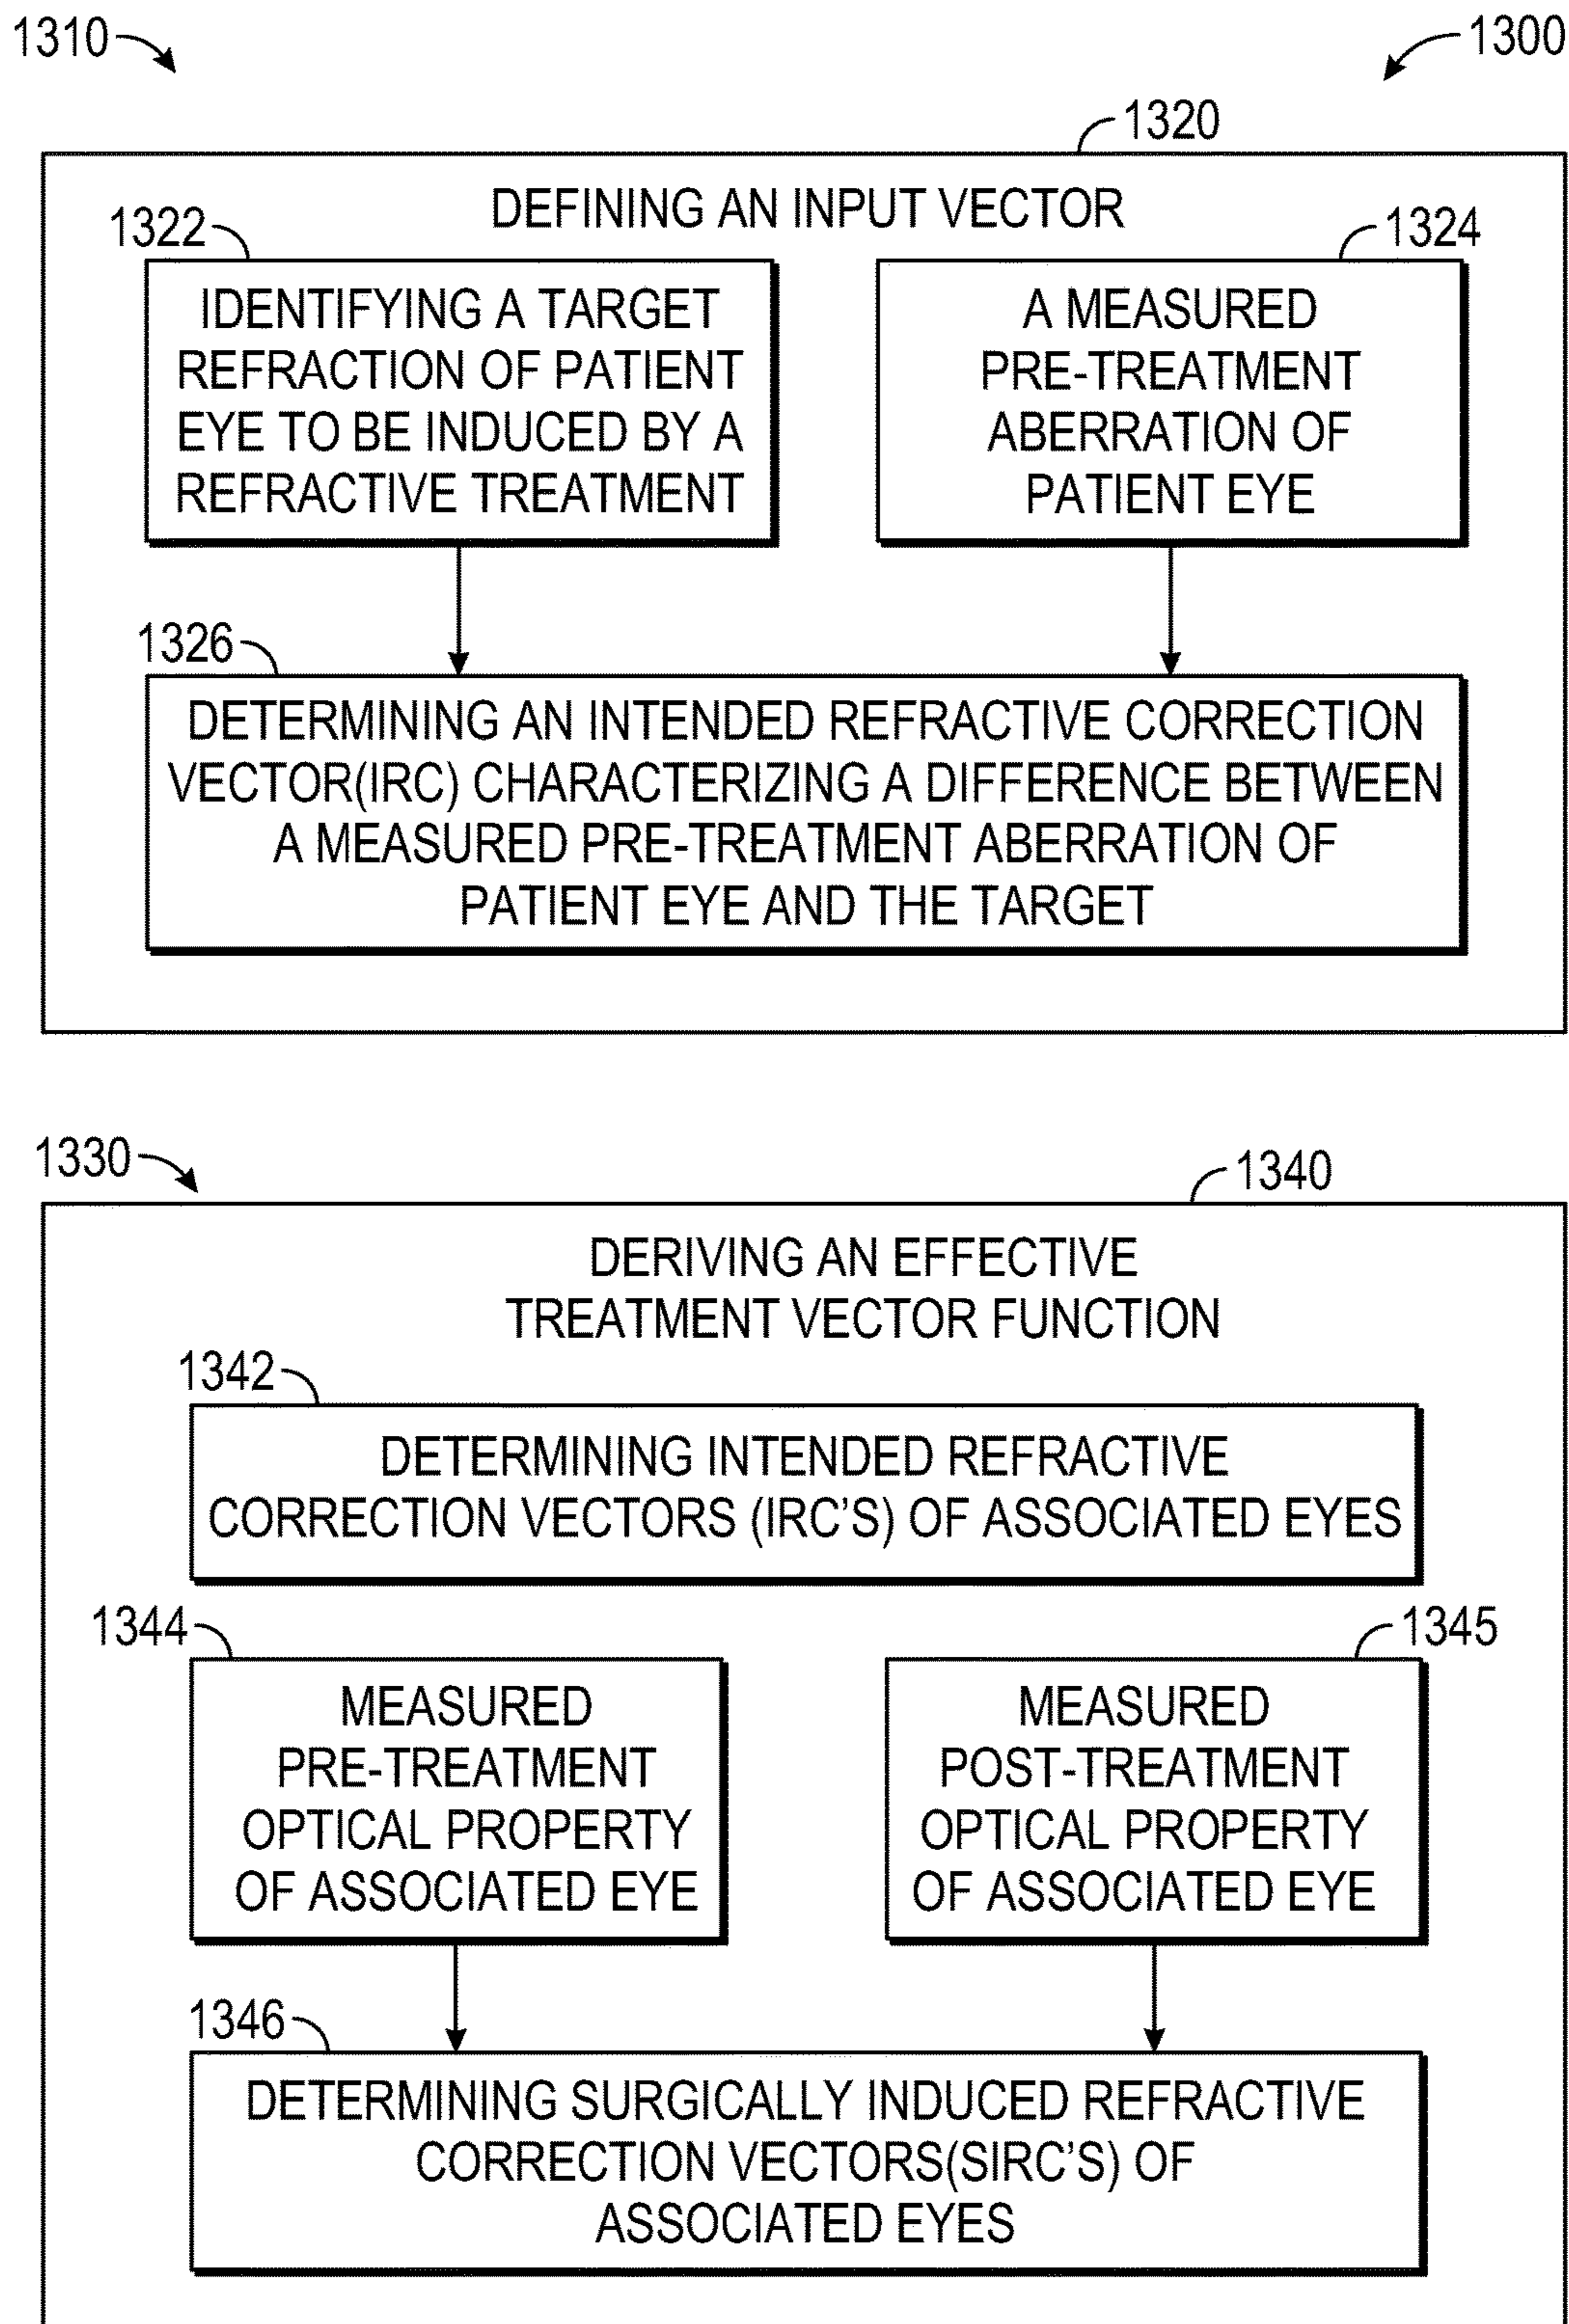 1310
1300
1320
DEFINING AN INPUT VECTOR
1322
1324
IDENTIFYING A TARGET
REFRACTION OF PATIENT
EYE TO BE INDUCED BY A
REFRACTIVE TREATMENT
A MEASURED
PRE-TREATMENT
ABERRATION OF
PATIENT EYE
1326
DETERMINING AN INTENDED REFRACTIVE CORRECTION
VECTOR(IRC) CHARACTERIZING A DIFFERENCE BETWEEN
A MEASURED PRE-TREATMENT ABERRATION OF
PATIENT EYE AND THE TARGET
1330
1340
DERIVING AN EFFECTIVE
TREATMENT VECTOR FUNCTION
1342
DETERMINING INTENDED REFRACTIVE
CORRECTION VECTORS (IRC'S) OF ASSOCIATED EYES
1344
1345
MEASURED
PRE-TREATMENT
OPTICAL PROPERTY
OF ASSOCIATED EYE
MEASURED
POST-TREATMENT
OPTICAL PROPERTY
OF ASSOCIATED EYE
1346
DETERMINING SURGICALLY INDUCED REFRACTIVE
CORRECTION VECTORS(SIRC'S) OF
ASSOCIATED EYES